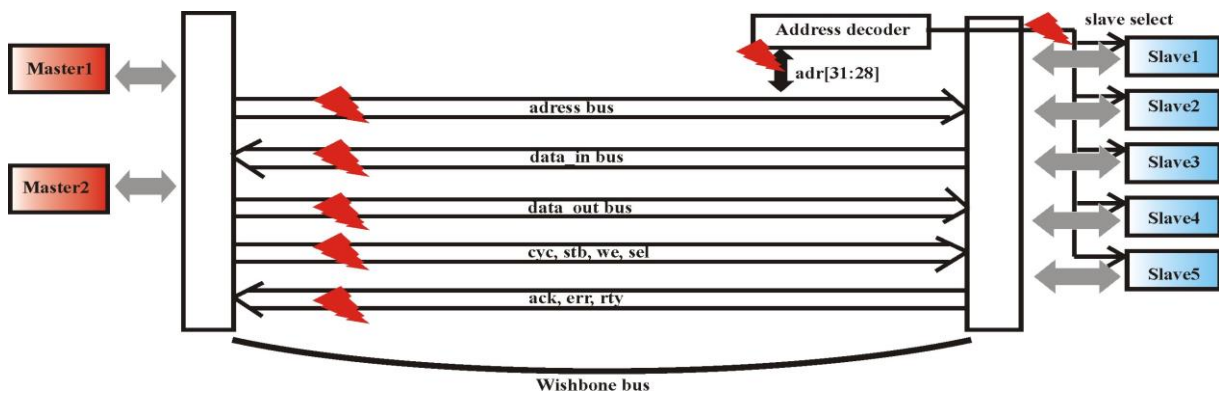 slave select
Address decoder
Master1
Slave1
adr[31:28]
adress bus
Slave2
data_in bus
Slave3
Master2
data_out bus
Slave4
cyc, stb, we, sel
Slave5
ack, err, rty
Wishbone bus